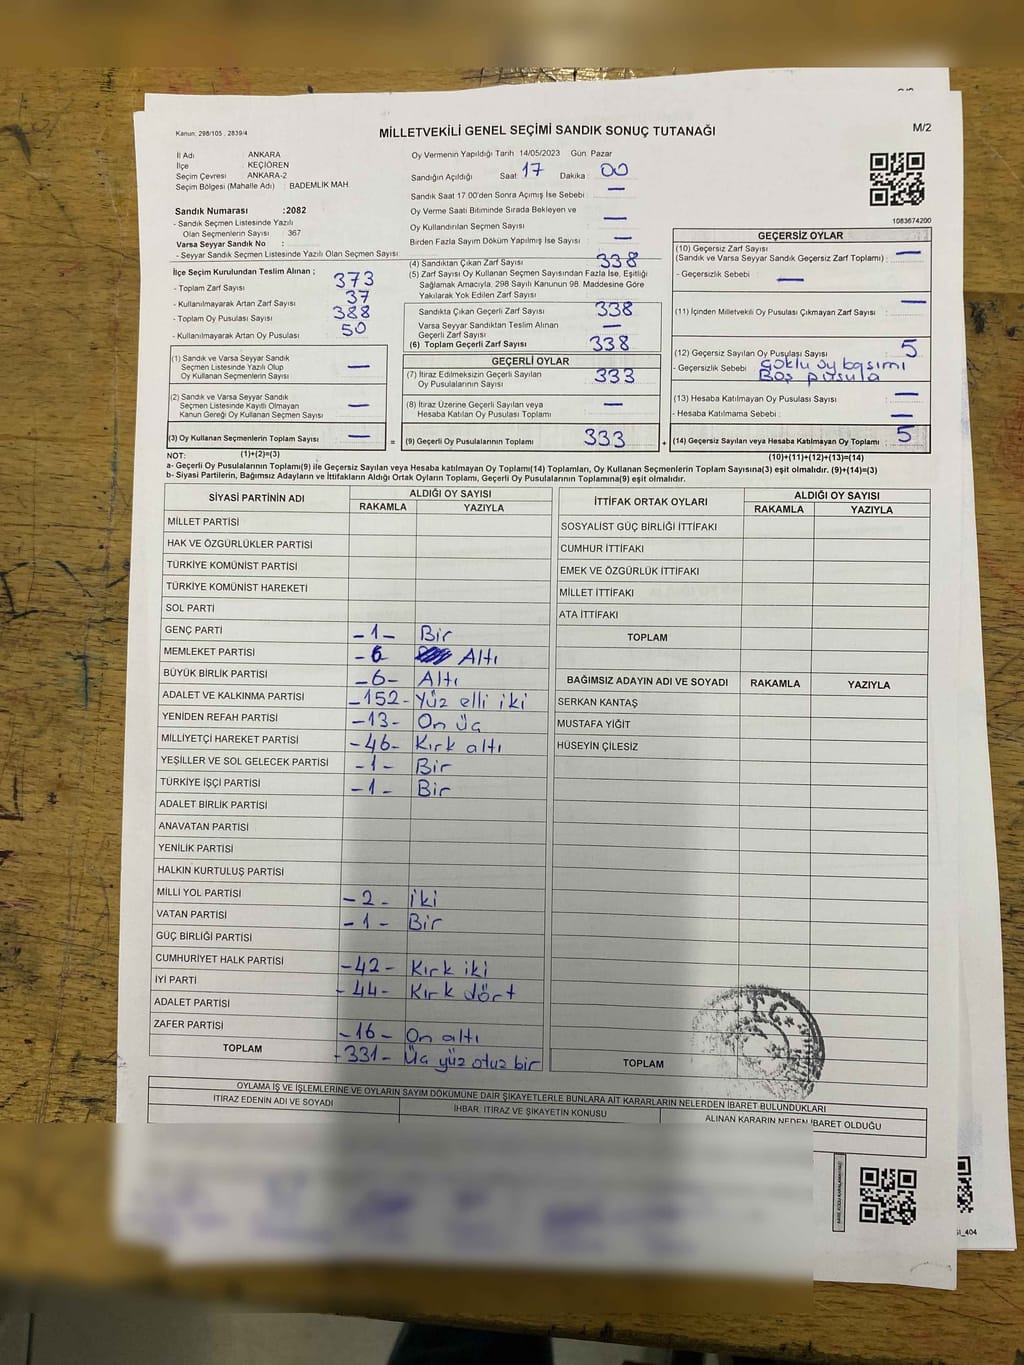 Kanun: 298/105 , 2839/4
MİLLETVEKİLİ GENEL SEÇİMİ SANDIK SONUÇ TUTANAĞI
M/2
İl Adı ANKARA
İlçe KEÇİÖREN
Seçim Çevresi ANKARA-2
Seçim Bölgesi (Mahalle Adı) : BADEMLİK MAH.
Sandık Numarası :2082
- Sandık Seçmen Listesinde Yazılı
Olan Seçmenlerin Sayısı : 367
Varsa Seyyar Sandık No :
- Seyyar Sandık Seçmen Listesinde Yazılı Olan Seçmen Sayısı
İlçe Seçim Kurulundan Teslim Alınan ;
- Toplam Zarf Sayısı 373
- Kullanılmayarak Artan Zarf Sayısı 37
- Toplam Oy Pusulası Sayısı 388
- Kullanılmayarak Artan Oy Pusulası 50
(1) Sandık ve Varsa Seyyar Sandık
Seçmen Listesinde Yazılı Olup
Oy Kullanan Seçmenlerin Sayısı —
(2) Sandık ve Varsa Seyyar Sandık
Seçmen Listesinde Kayıtlı Olmayan
Kanun Gereği Oy Kullanan Seçmen Sayısı —
(3) Oy Kullanan Seçmenlerin Toplam Sayısı —
Oy Vermenin Yapıldığı Tarih 14/05/2023 Gün: Pazar
Sandığın Açıldığı Saat : 17 Dakika : 00
Sandık Saat 17.00'den Sonra Açımış İse Sebebi : —
Oy Verme Saati Bitiminde Sırada Bekleyen ve
Oy Kullandırılan Seçmen Sayısı —
Birden Fazla Sayım Döküm Yapılmış İse Sayısı —
(4) Sandıktan Çıkan Zarf Sayısı 338
(5) Zarf Sayısı Oy Kullanan Seçmen Sayısından Fazla İse, Eşitliği
Sağlamak Amacıyla, 298 Sayılı Kanunun 98. Maddesine Göre
Yakılarak Yok Edilen Zarf Sayısı
Sandıkta Çıkan Geçerli Zarf Sayısı 338
Varsa Seyyar Sandıktan Teslim Alınan
Geçerli Zarf Sayısı —
(6) Toplam Geçerli Zarf Sayısı 338
GEÇERLİ OYLAR
(7) İtiraz Edilmeksizin Geçerli Sayılan
Oy Pusulalarının Sayısı 333
(8) İtiraz Üzerine Geçerli Sayılan veya
Hesaba Katılan Oy Pusulası Toplamı —
= (9) Geçerli Oy Pusulalarının Toplamı 333
1083674200
GEÇERSİZ OYLAR
(10) Geçersiz Zarf Sayısı
(Sandık ve Varsa Seyyar Sandık Geçersiz Zarf Toplamı) : —
- Geçersizlik Sebebi : —
(11) İçinden Milletvekili Oy Pusulası Çıkmayan Zarf Sayısı : —
(12) Geçersiz Sayılan Oy Pusulası Sayısı 5
- Geçersizlik Sebebi : çoklu oy basımı
Boş pusula
(13) Hesaba Katılmayan Oy Pusulası Sayısı : —
- Hesaba Katılmama Sebebi : —
+ (14) Geçersiz Sayılan veya Hesaba Katılmayan Oy Toplamı : 5
NOT: (1)+(2)=(3) (10)+(11)+(12)+(13)=(14)
a- Geçerli Oy Pusulalarının Toplamı(9) ile Geçersiz Sayılan veya Hesaba katılmayan Oy Toplamı(14) Toplamları, Oy Kullanan Seçmenlerin Toplam Sayısına(3) eşit olmalıdır. (9)+(14)=(3)
b- Siyasi Partilerin, Bağımsız Adayların ve İttifakların Aldığı Ortak Oyların Toplamı, Geçerli Oy Pusulalarının Toplamına(9) eşit olmalıdır.
SİYASİ PARTİNİN ADI ALDIĞI OY SAYISI
RAKAMLA YAZIYLA
MİLLET PARTİSİ
HAK VE ÖZGÜRLÜKLER PARTİSİ
TÜRKİYE KOMÜNİST PARTİSİ
TÜRKİYE KOMÜNİST HAREKETİ
SOL PARTİ
GENÇ PARTİ -1- Bir
MEMLEKET PARTİSİ -6 Altı
BÜYÜK BİRLİK PARTİSİ -6- Altı
ADALET VE KALKINMA PARTİSİ -152- Yüz elli iki
YENİDEN REFAH PARTİSİ -13- On üç
MİLLİYETÇİ HAREKET PARTİSİ -46- Kırk altı
YEŞİLLER VE SOL GELECEK PARTİSİ -1- Bir
TÜRKİYE İŞÇİ PARTİSİ -1- Bir
ADALET BİRLİK PARTİSİ
ANAVATAN PARTİSİ
YENİLİK PARTİSİ
HALKIN KURTULUŞ PARTİSİ
MİLLİ YOL PARTİSİ -2- iki
VATAN PARTİSİ -1- Bir
GÜÇ BİRLİĞİ PARTİSİ
CUMHURİYET HALK PARTİSİ -42- Kırk iki
İYİ PARTİ -44- Kırk dört
ADALET PARTİSİ
ZAFER PARTİSİ -16- On altı
TOPLAM -331- Üç yüz otuz bir
İTTİFAK ORTAK OYLARI ALDIĞI OY SAYISI
RAKAMLA YAZIYLA
SOSYALİST GÜÇ BİRLİĞİ İTTİFAKI
CUMHUR İTTİFAKI
EMEK VE ÖZGÜRLÜK İTTİFAKI
MİLLET İTTİFAKI
ATA İTTİFAKI
TOPLAM
BAĞIMSIZ ADAYIN ADI VE SOYADI RAKAMLA YAZIYLA
SERKAN KANTAŞ
MUSTAFA YİĞİT
HÜSEYİN ÇİLESİZ
TOPLAM
OYLAMA İŞ VE İŞLEMLERİNE VE OYLARIN SAYIM DÖKÜMÜNE DAİR ŞİKAYETLERLE BUNLARA AİT KARARLARIN NELERDEN İBARET BULUNDUKLARI
İTİRAZ EDENİN ADI VE SOYADI İHBAR, İTİRAZ VE ŞİKAYETİN KONUSU ALINAN KARARIN NEDEN İBARET OLDUĞU